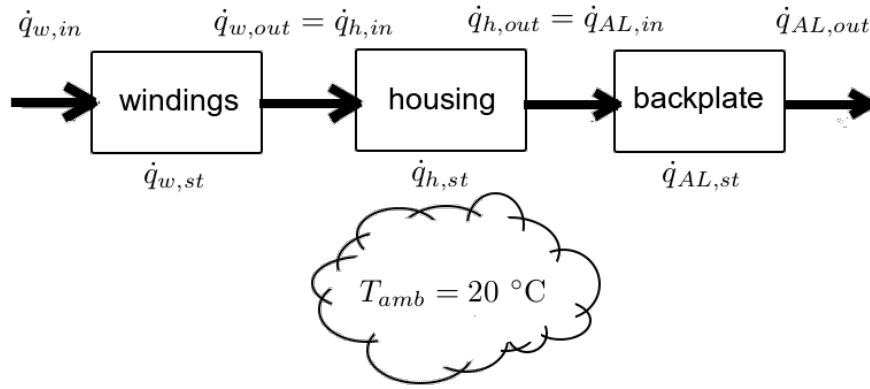 q̇_{w,in} q̇_{w,out} = q̇_{h,in} q̇_{h,out} = q̇_{AL,in} q̇_{AL,out}
windings housing backplate
q̇_{w,st} q̇_{h,st} q̇_{AL,st}
T_{amb} = 20 °C